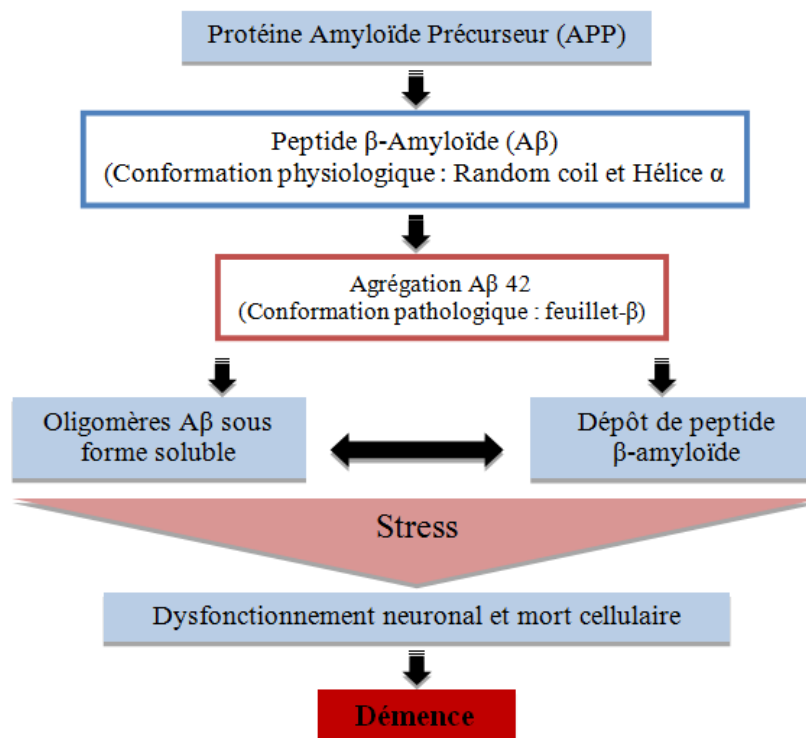 Protéine Amyloïde Précurseur (APP)
Peptide β-Amyloïde (Aβ)
(Conformation physiologique : Random coil et Hélice α
Agrégation Aβ 42
(Conformation pathologique : feuillet-β)
Oligomères Aβ sous
forme soluble
Dépôt de peptide
β-amyloïde
Stress
Dysfonctionnement neuronal et mort cellulaire
Démence